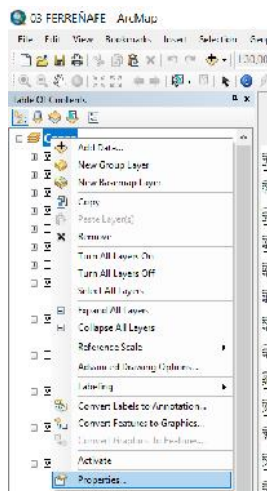 03 FERREÑAFE - ArcMap
File Edit View Bookmarks Insert Selection
Table Of Contents
Add Data...
New Group Layer
New Basemap Layer
Copy
Paste Layer(s)
Remove
Turn All Layers On
Turn All Layers Off
Select All Layers
Expand All Layers
Collapse All Layers
Reference Scale
Advanced Drawing Options...
Labeling
Convert Labels to Annotation...
Convert Features to Graphics...
Convert Graphics to Features...
Activate
Properties...